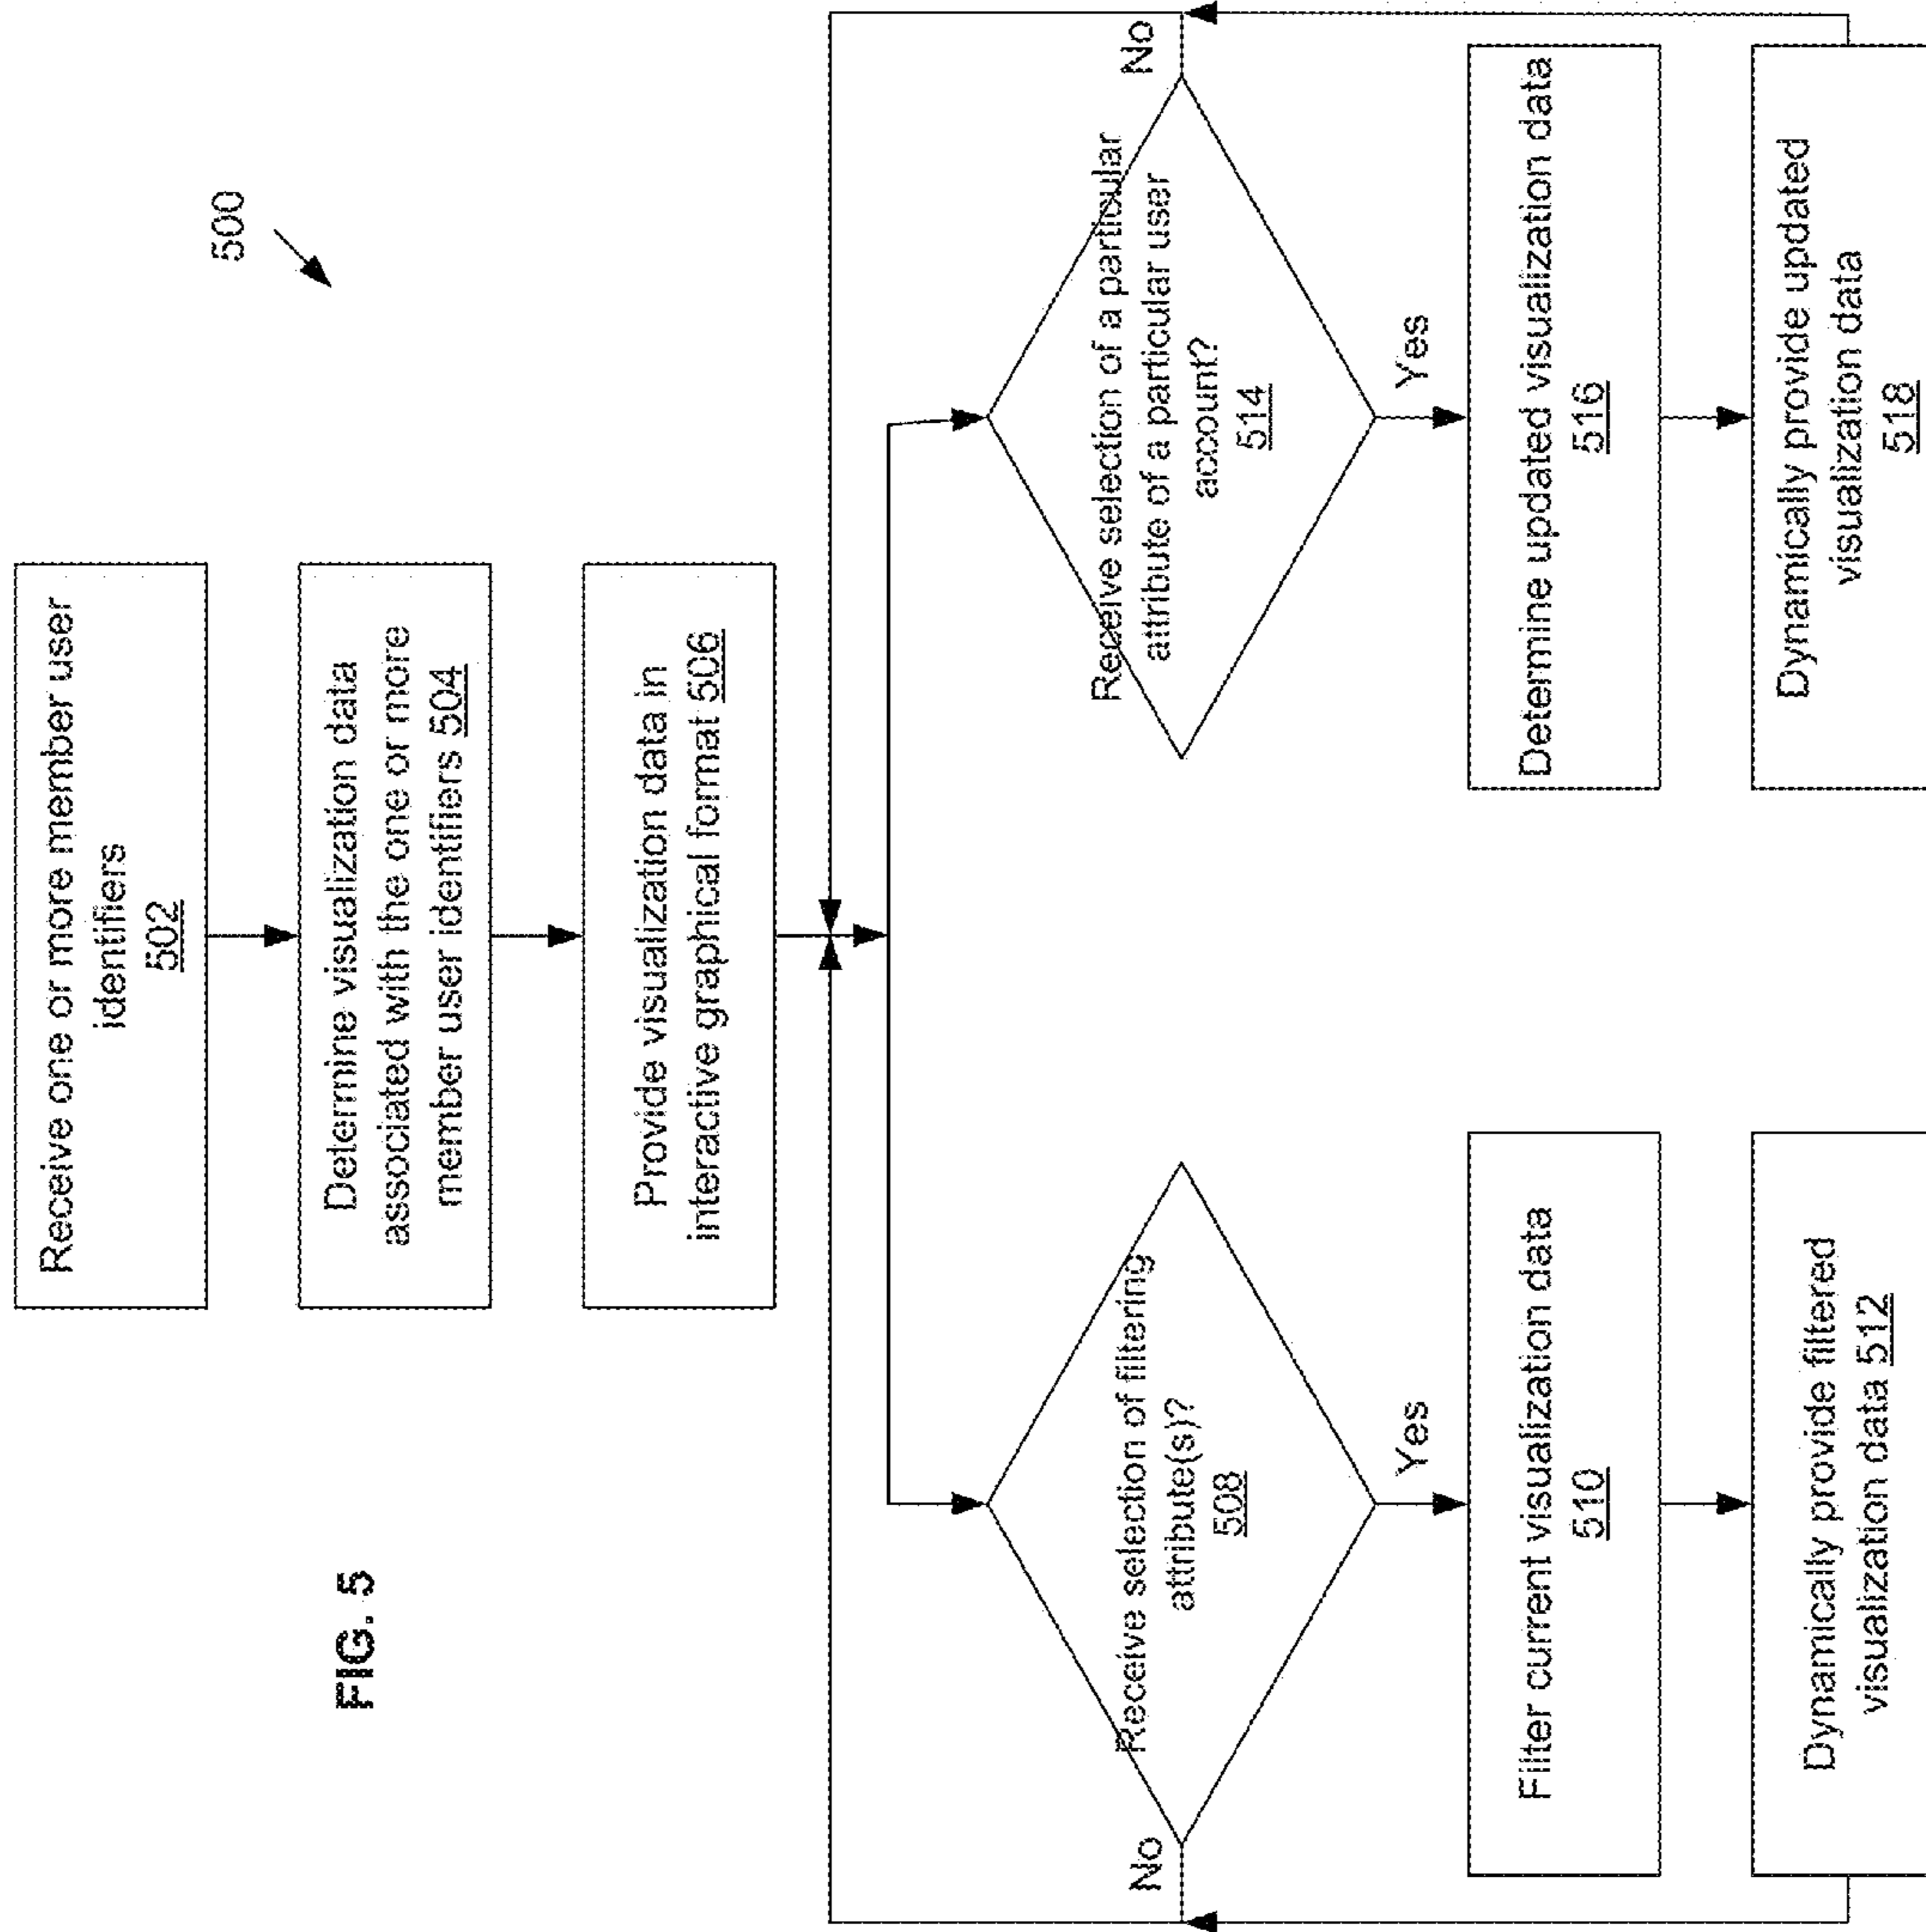 500
Receive one or more member user
identifiers
502
Determine visualization data
associated with the one or more
member user identifiers 504
Provide visualization data in
interactive graphical format 506
FIG. 5
Receive selection of filtering
attribute(s)?
508
No
Yes
Filter current visualization data
510
Dynamically provide filtered
visualization data 512
Receive selection of a particular
attribute of a particular user
account?
514
No
Yes
Determine updated visualization data
516
Dynamically provide updated
visualization data
518